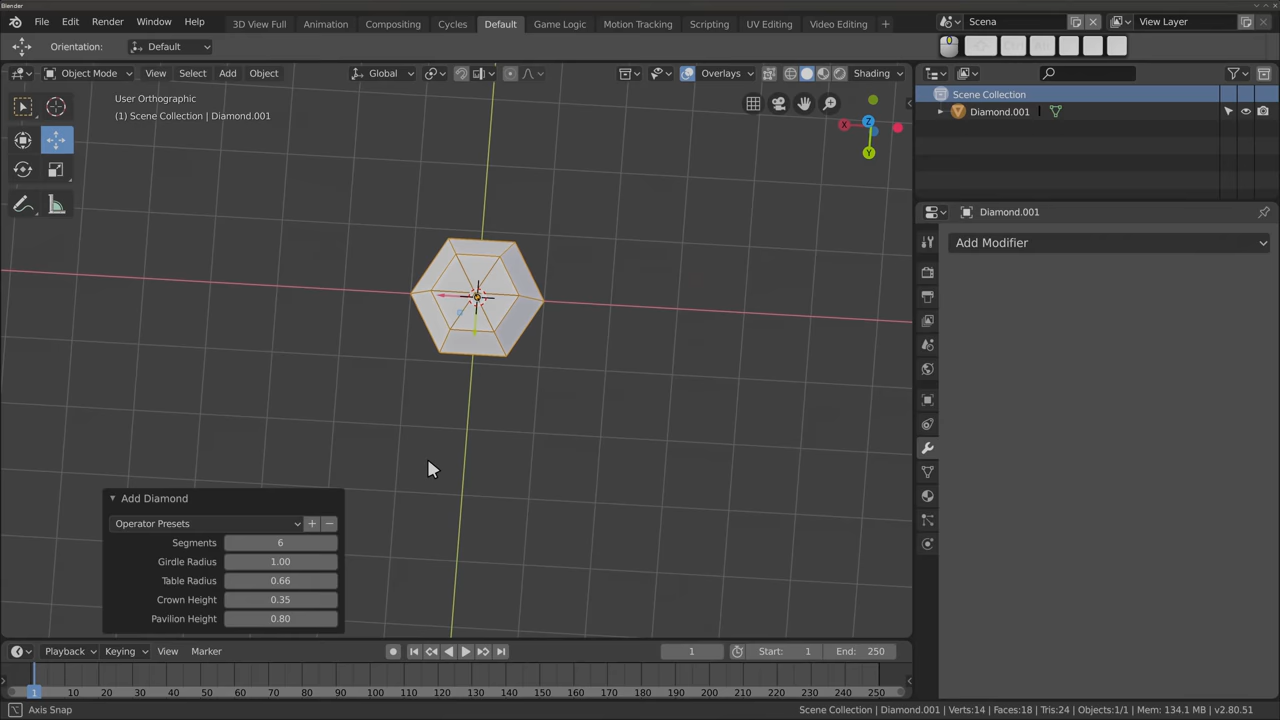 Blender
File Edit Render Window Help
3D View Full Animation Compositing Cycles Default Game Logic Motion Tracking Scripting UV Editing Video Editing +
Scena
View Layer
Orientation: Default
Object Mode View Select Add Object
Global
Overlays
Shading
User Orthographic
(1) Scene Collection | Diamond.001
X
Z
Y
Scene Collection
Diamond.001
Diamond.001
Add Modifier
Add Diamond
Operator Presets + −
Segments 6
Girdle Radius 1.00
Table Radius 0.66
Crown Height 0.35
Pavilion Height 0.80
Playback Keying View Marker
1
Start: 1 End: 250
1 10 20 30 40 50 60 70 80 90 100 110 120 130 140 150 160 170 180 190 200 210 220 230 240 250
Axis Snap
Scene Collection | Diamond.001 | Verts:14 | Faces:18 | Tris:24 | Objects:1/1 | Mem: 134.1 MB | v2.80.51